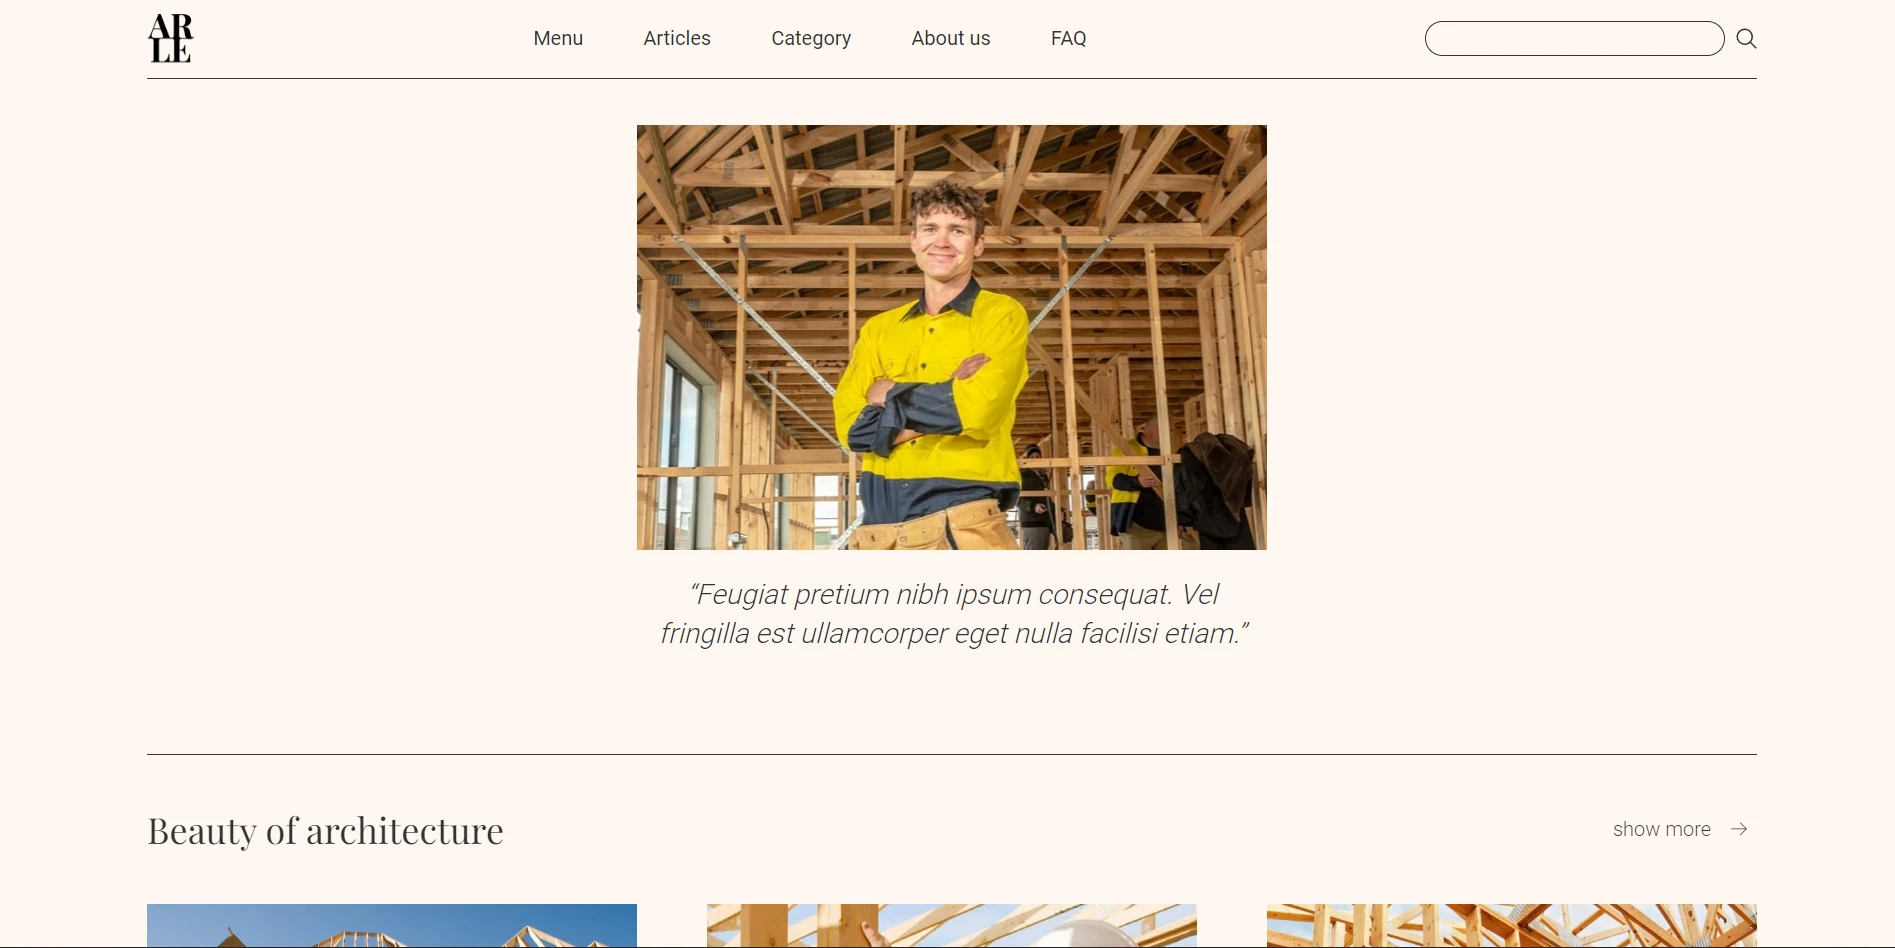 AR
LE
Menu Articles Category About us FAQ
“Feugiat pretium nibh ipsum consequat. Vel
fringilla est ullamcorper eget nulla facilisi etiam.”
Beauty of architecture
show more